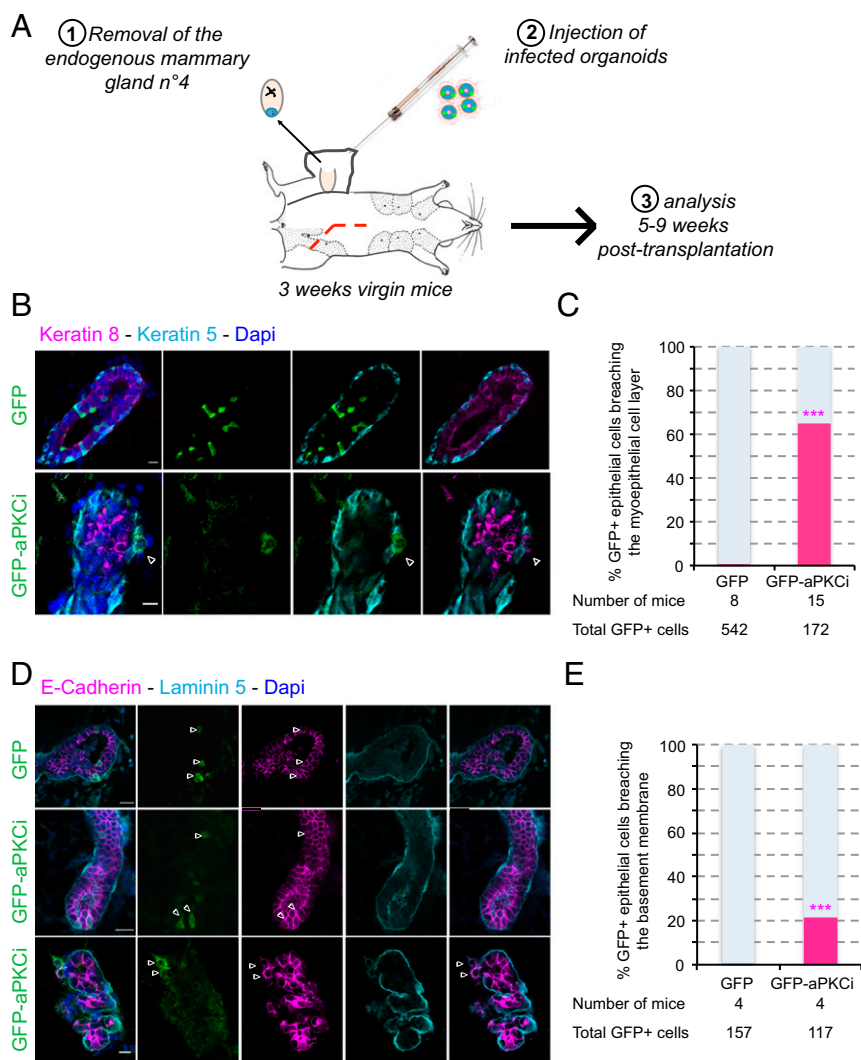 A
1 Removal of the
endogenous mammary
gland n°4
2 Injection of
infected organoids
3 analysis
5-9 weeks
post-transplantation
3 weeks virgin mice
B
Keratin 8 - Keratin 5 - Dapi
GFP
GFP-aPKCi
C
% GFP+ epithelial cells breaching
the myoepithelial cell layer
100
80
60
40
20
0
***
GFP GFP-aPKCi
Number of mice 8 15
Total GFP+ cells 542 172
D
E-Cadherin - Laminin 5 - Dapi
GFP
GFP-aPKCi
GFP-aPKCi
E
% GFP+ epithelial cells breaching
the basement membrane
100
80
60
40
20
0
***
GFP GFP-aPKCi
Number of mice 4 4
Total GFP+ cells 157 117